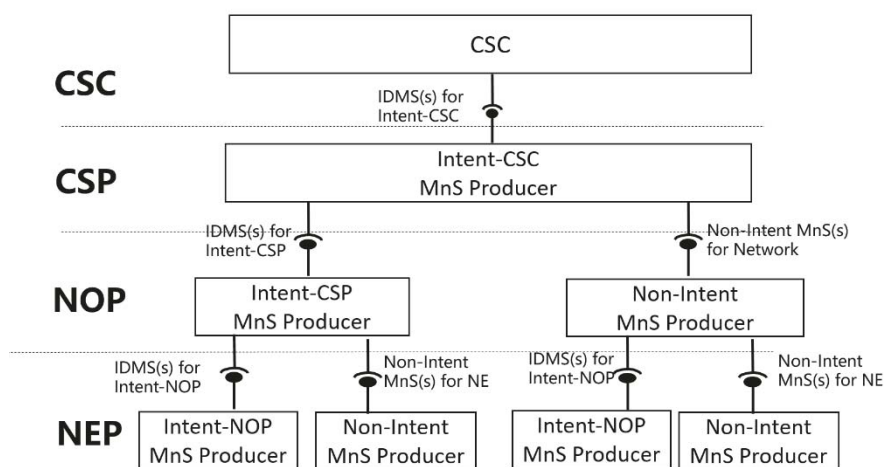 CSC
CSC
IDMS(s) for
Intent-CSC
CSP
Intent-CSC
MnS Producer
IDMS(s) for
Intent-CSP
Non-Intent MnS(s)
for Network
NOP
Intent-CSP
MnS Producer
Non-Intent
MnS Producer
IDMS(s) for
Intent-NOP
Non-Intent
MnS(s) for NE
IDMS(s) for
Intent-NOP
Non-Intent
MnS(s) for NE
NEP
Intent-NOP
MnS Producer
Non-Intent
MnS Producer
Intent-NOP
MnS Producer
Non-Intent
MnS Producer